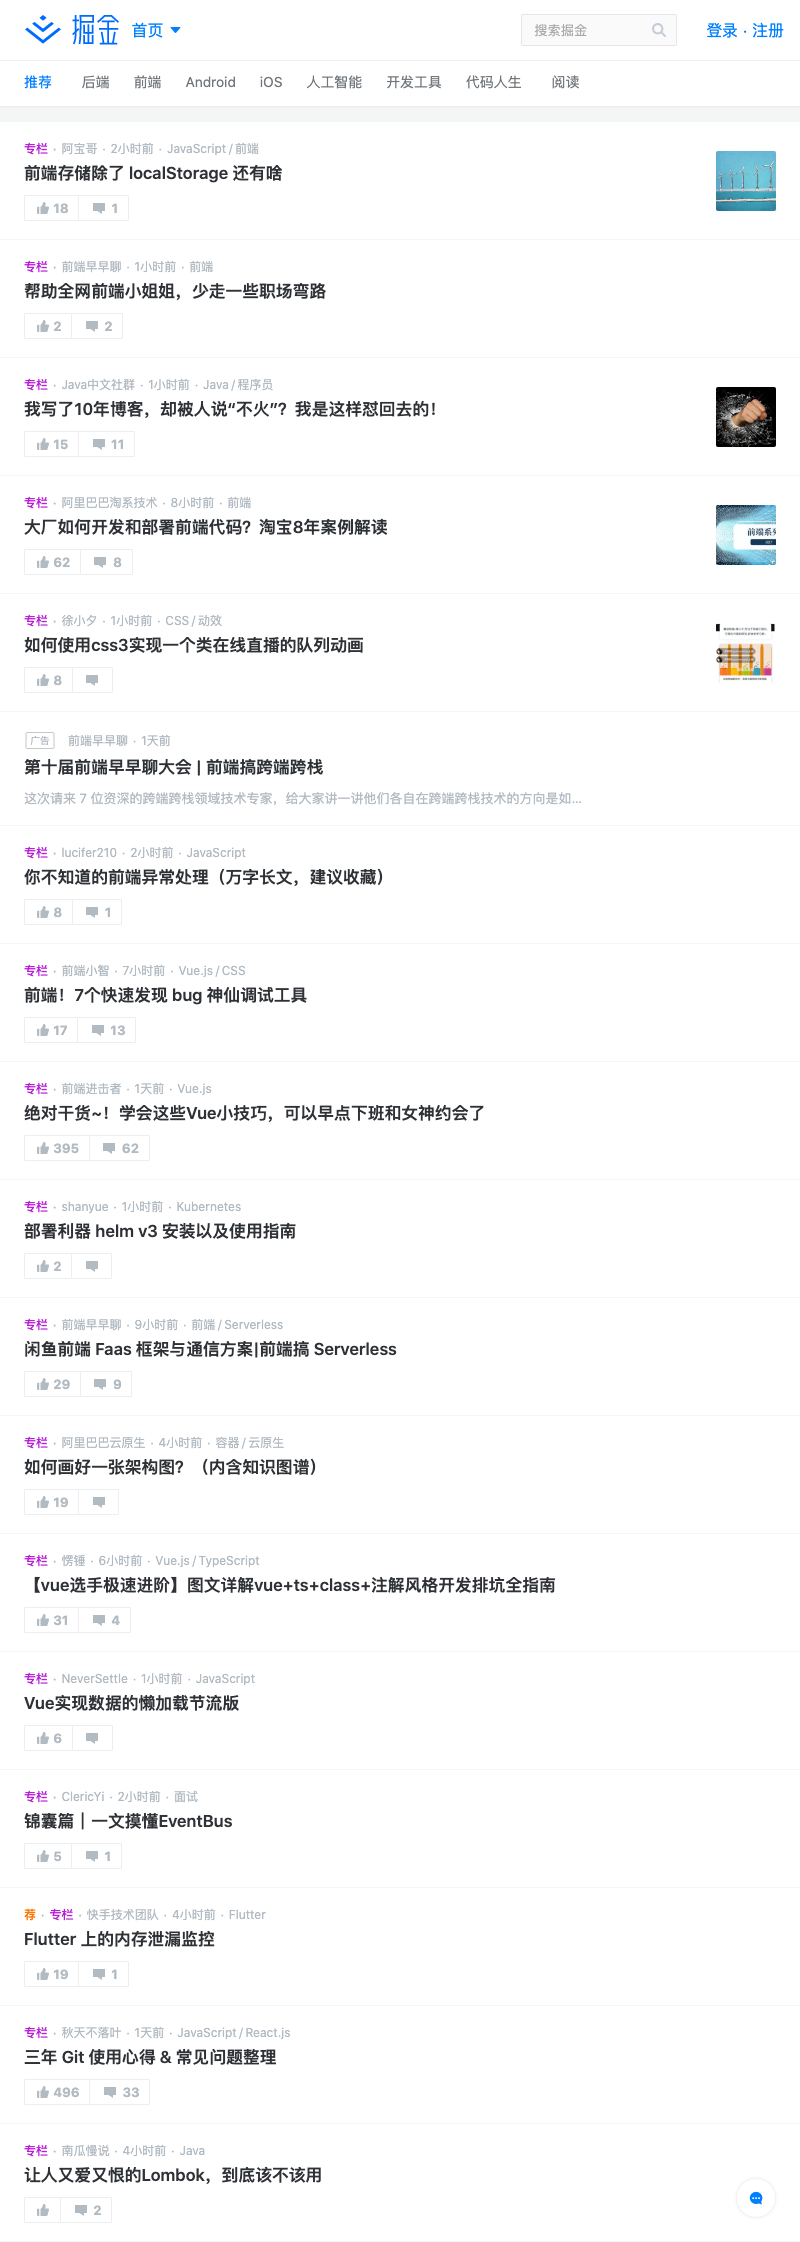 掘金 首页 搜索掘金 登录 · 注册
推荐 后端 前端 Android iOS 人工智能 开发工具 代码人生 阅读
专栏 · 阿宝哥 · 2小时前 · JavaScript / 前端
前端存储除了 localStorage 还有啥
18 1
专栏 · 前端早早聊 · 1小时前 · 前端
帮助全网前端小姐姐，少走一些职场弯路
2 2
专栏 · Java中文社群 · 1小时前 · Java / 程序员
我写了10年博客，却被人说“不火”？我是这样怼回去的！
15 11
专栏 · 阿里巴巴淘系技术 · 8小时前 · 前端
大厂如何开发和部署前端代码？淘宝8年案例解读
前端系列
62 8
专栏 · 徐小夕 · 1小时前 · CSS / 动效
如何使用css3实现一个类在线直播的队列动画
8
广告 前端早早聊 · 1天前
第十届前端早早聊大会 | 前端搞跨端跨栈
这次请来 7 位资深的跨端跨栈领域技术专家，给大家讲一讲他们各自在跨端跨栈技术的方向是如...
专栏 · lucifer210 · 2小时前 · JavaScript
你不知道的前端异常处理（万字长文，建议收藏）
8 1
专栏 · 前端小智 · 7小时前 · Vue.js / CSS
前端！7个快速发现 bug 神仙调试工具
17 13
专栏 · 前端进击者 · 1天前 · Vue.js
绝对干货~！学会这些Vue小技巧，可以早点下班和女神约会了
395 62
专栏 · shanyue · 1小时前 · Kubernetes
部署利器 helm v3 安装以及使用指南
2
专栏 · 前端早早聊 · 9小时前 · 前端 / Serverless
闲鱼前端 Faas 框架与通信方案|前端搞 Serverless
29 9
专栏 · 阿里巴巴云原生 · 4小时前 · 容器 / 云原生
如何画好一张架构图？（内含知识图谱）
19
专栏 · 愣锤 · 6小时前 · Vue.js / TypeScript
【vue选手极速进阶】图文详解vue+ts+class+注解风格开发排坑全指南
31 4
专栏 · NeverSettle · 1小时前 · JavaScript
Vue实现数据的懒加载节流版
6
专栏 · ClericYi · 2小时前 · 面试
锦囊篇｜一文摸懂EventBus
5 1
荐 · 专栏 · 快手技术团队 · 4小时前 · Flutter
Flutter 上的内存泄漏监控
19 1
专栏 · 秋天不落叶 · 1天前 · JavaScript / React.js
三年 Git 使用心得 & 常见问题整理
496 33
专栏 · 南瓜慢说 · 4小时前 · Java
让人又爱又恨的Lombok，到底该不该用
2